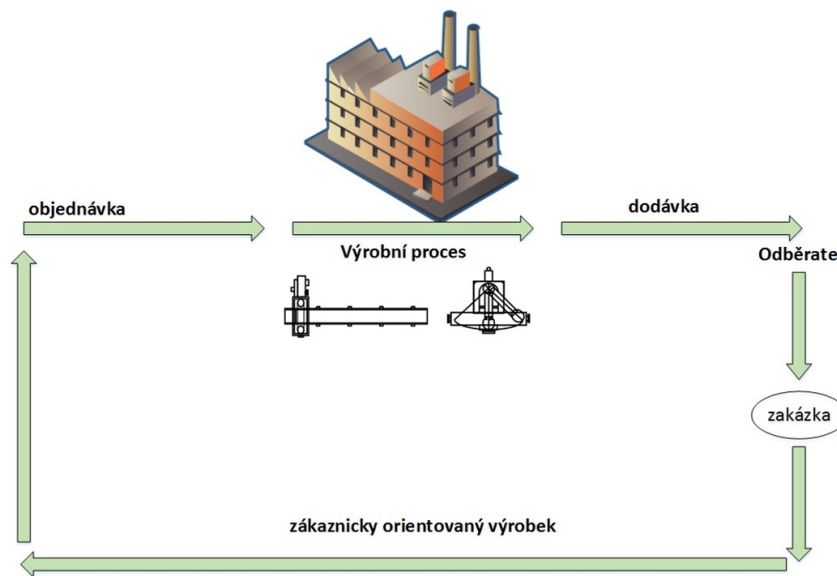 objednávka
dodávka
Výrobní proces
Odběrate
zakázka
zákaznicky orientovaný výrobek